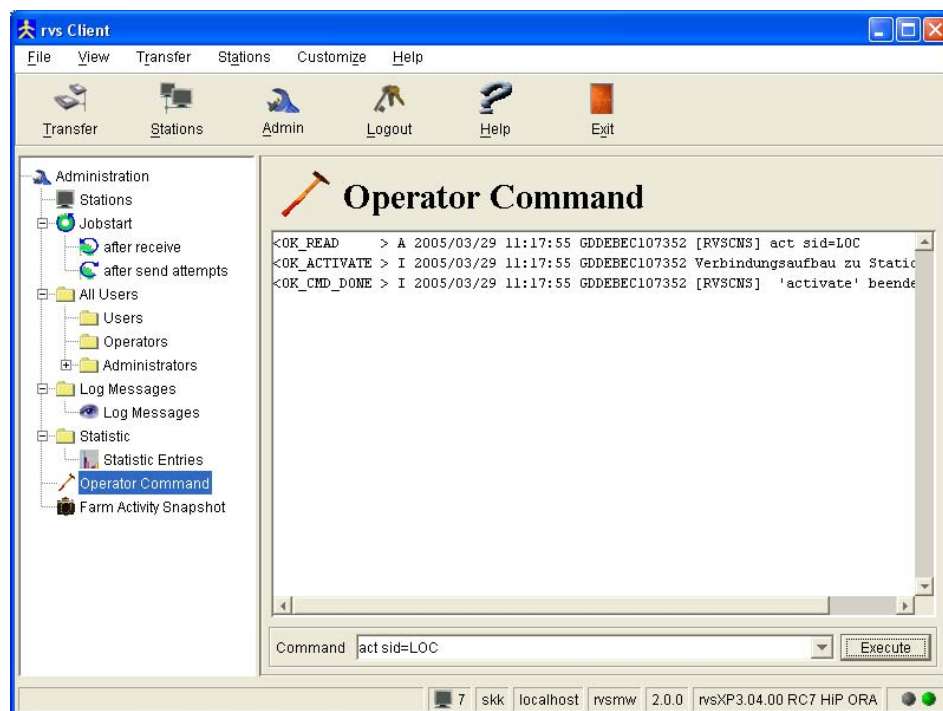 rvs Client
File View Transfer Stations Customize Help
Transfer Stations Admin Logout Help Exit
Administration
Stations
Jobstart
after receive
after send attempts
All Users
Users
Operators
Administrators
Log Messages
Log Messages
Statistic
Statistic Entries
Operator Command
Farm Activity Snapshot
Operator Command
<OK_READ > A 2005/03/29 11:17:55 GDDEBEC107352 [RVSCNS] act sid=LOC
<OK_ACTIVATE > I 2005/03/29 11:17:55 GDDEBEC107352 Verbindungsaufbau zu Static
<OK_CMD_DONE > I 2005/03/29 11:17:55 GDDEBEC107352 [RVSCNS] 'activate' beende
Command act sid=LOC Execute
7 skk localhost rvsmw 2.0.0 rvsXP3.04.00 RC7 HiP ORA